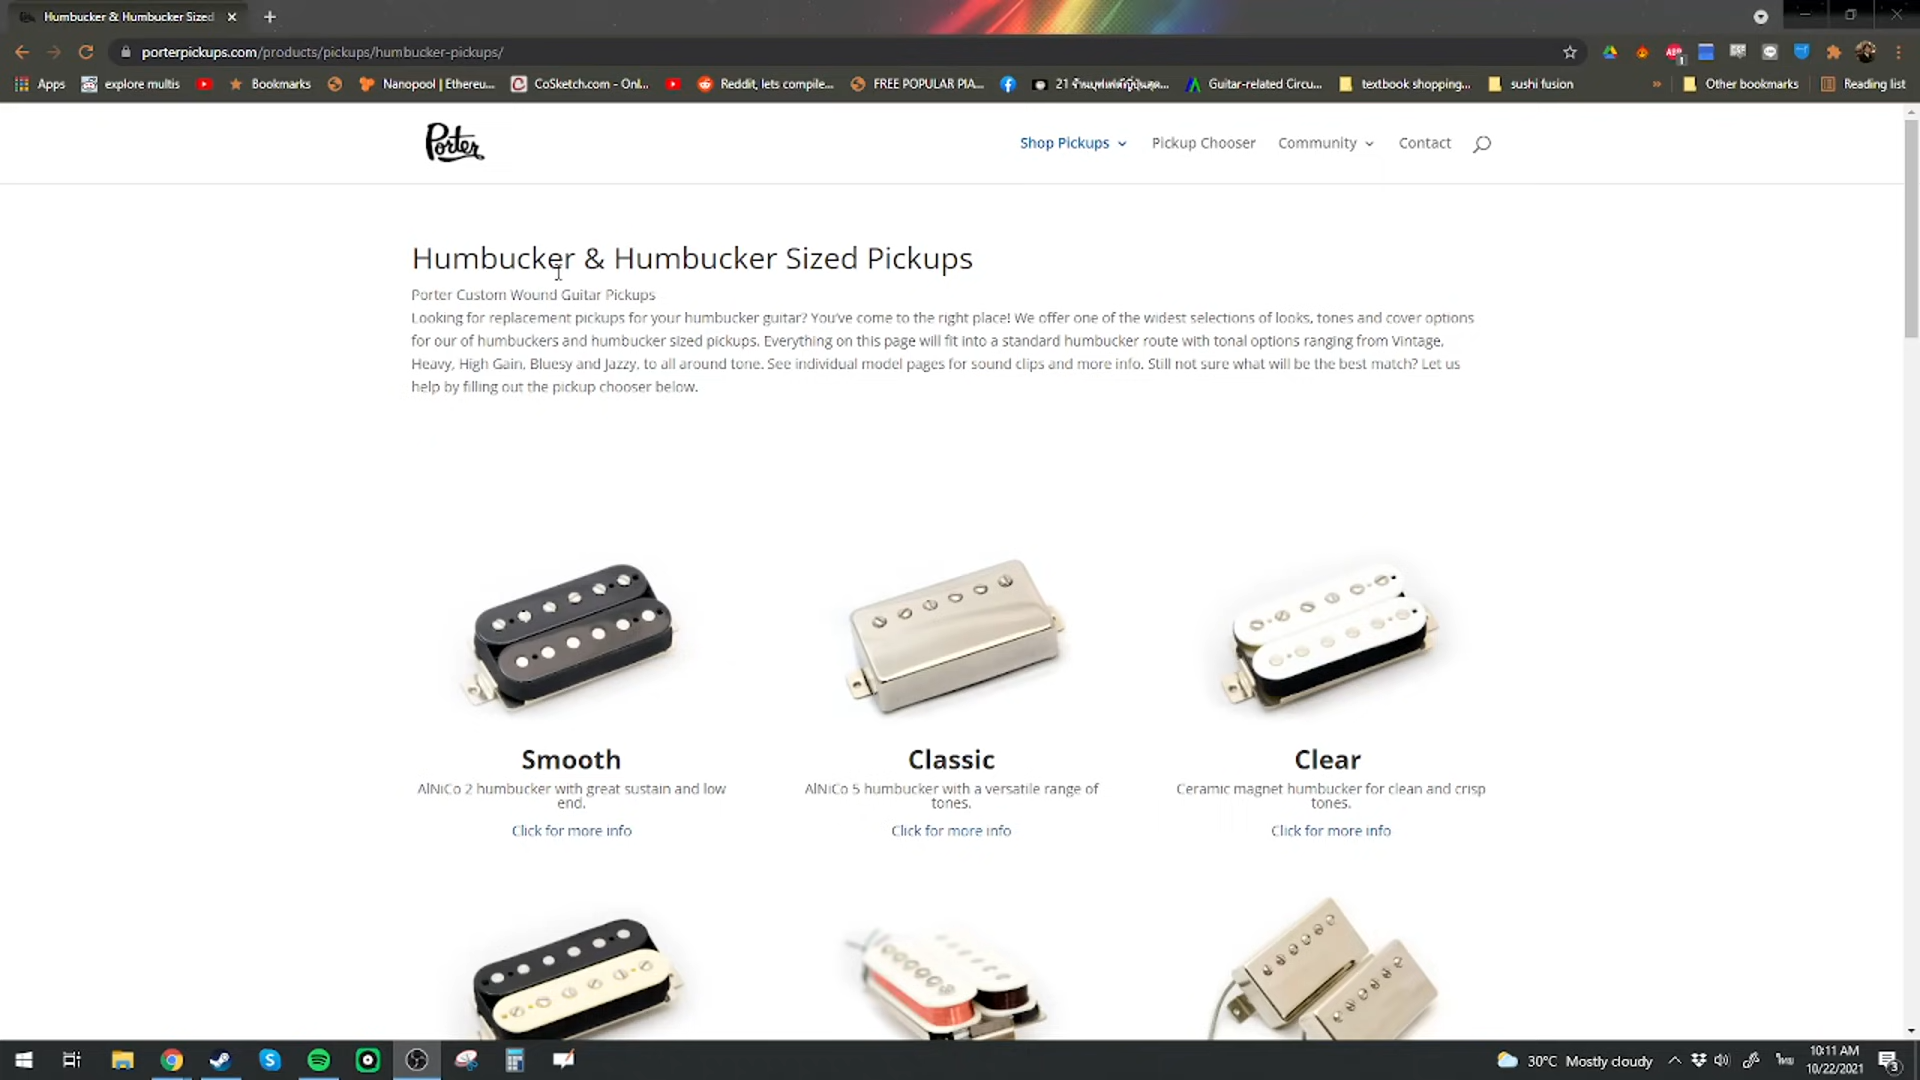 Humbucker & Humbucker Sized
porterpickups.com/products/pickups/humbucker-pickups/
Apps explore multis Bookmarks Nanopool | Ethereu... CoSketch.com - Onl... Reddit, lets compile... FREE POPULAR PIA... Guitar-related Circu... textbook shopping... sushi fusion » Other bookmarks Reading list
Porter Shop Pickups Pickup Chooser Community Contact
Humbucker & Humbucker Sized Pickups
Porter Custom Wound Guitar Pickups
Looking for replacement pickups for your humbucker guitar? You've come to the right place! We offer one of the widest selections of looks, tones and cover options
for our of humbuckers and humbucker sized pickups. Everything on this page will fit into a standard humbucker route with tonal options ranging from Vintage,
Heavy, High Gain, Bluesy and Jazzy, to all around tone. See individual model pages for sound clips and more info. Still not sure what will be the best match? Let us
help by filling out the pickup chooser below.
Smooth Classic Clear
AlNiCo 2 humbucker with great sustain and low AlNiCo 5 humbucker with a versatile range of Ceramic magnet humbucker for clean and crisp
end. tones. tones.
Click for more info Click for more info Click for more info
30°C Mostly cloudy
10:11 AM
10/22/2021
3